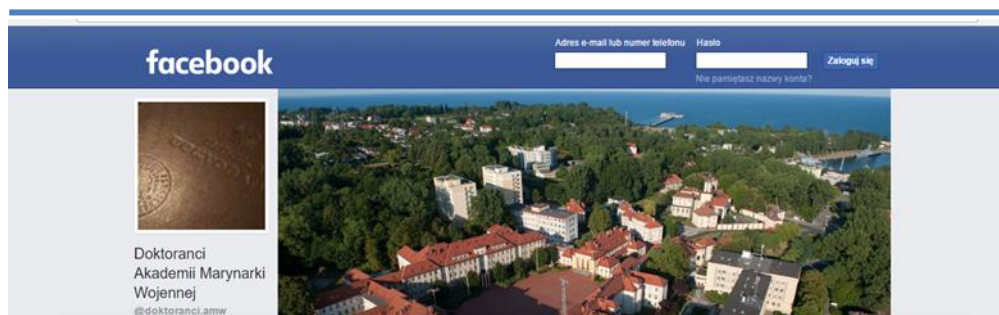 Adres e-mail lub numer telefonu Hasło
facebook
Zaloguj się
Nie pamiętasz nazwy konta?
Doktoranci
Akademii Marynarki
Wojennej
@doktoranci.amw